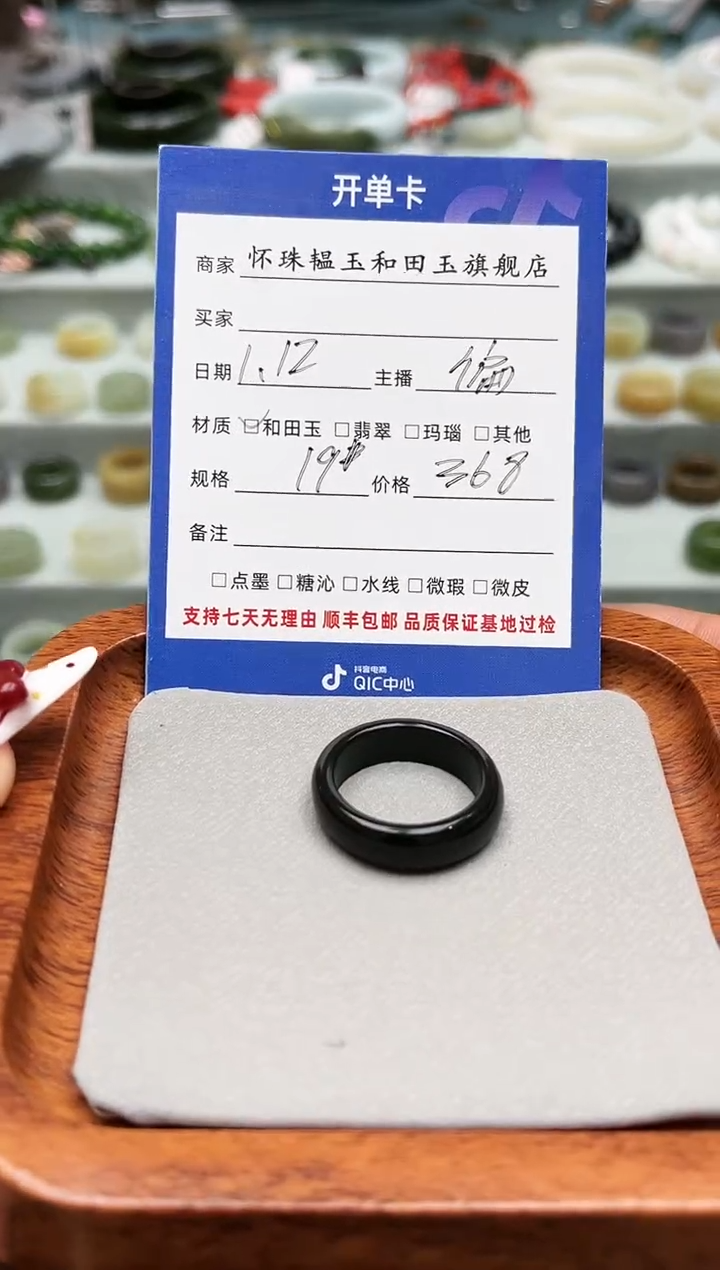 开单卡
商家 怀珠韫玉和田玉旗舰店
买家
日期 1.12 主播
材质 ☑和田玉 □翡翠 □玛瑙 □其他
规格 19# 价格 368
备注
□点墨 □糖沁 □水线 □微瑕 □微皮
支持七天无理由 顺丰包邮 品质保证基地过检
抖音电商
QIC中心